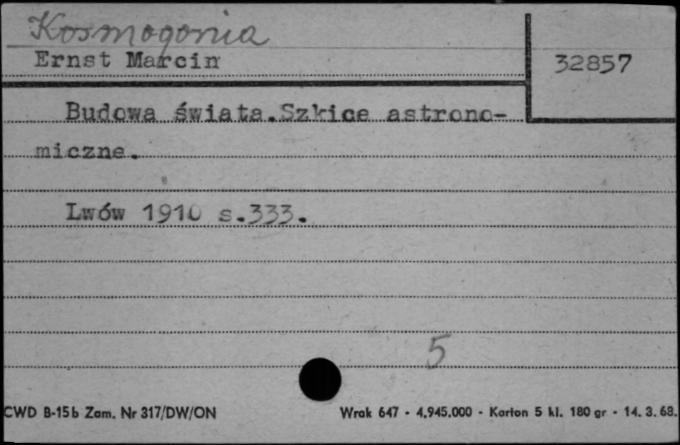 Kosmogonia
Ernst Marcin
32857
Budowa świata.Szkice astrono-
miczne.
Lwów 1910 s.333.
5
CWD B-15b Zam. Nr 317/DW/ON
Wrak 647 - 4.945.000 - Karton 5 kl. 180 gr - 14. 3. 68.